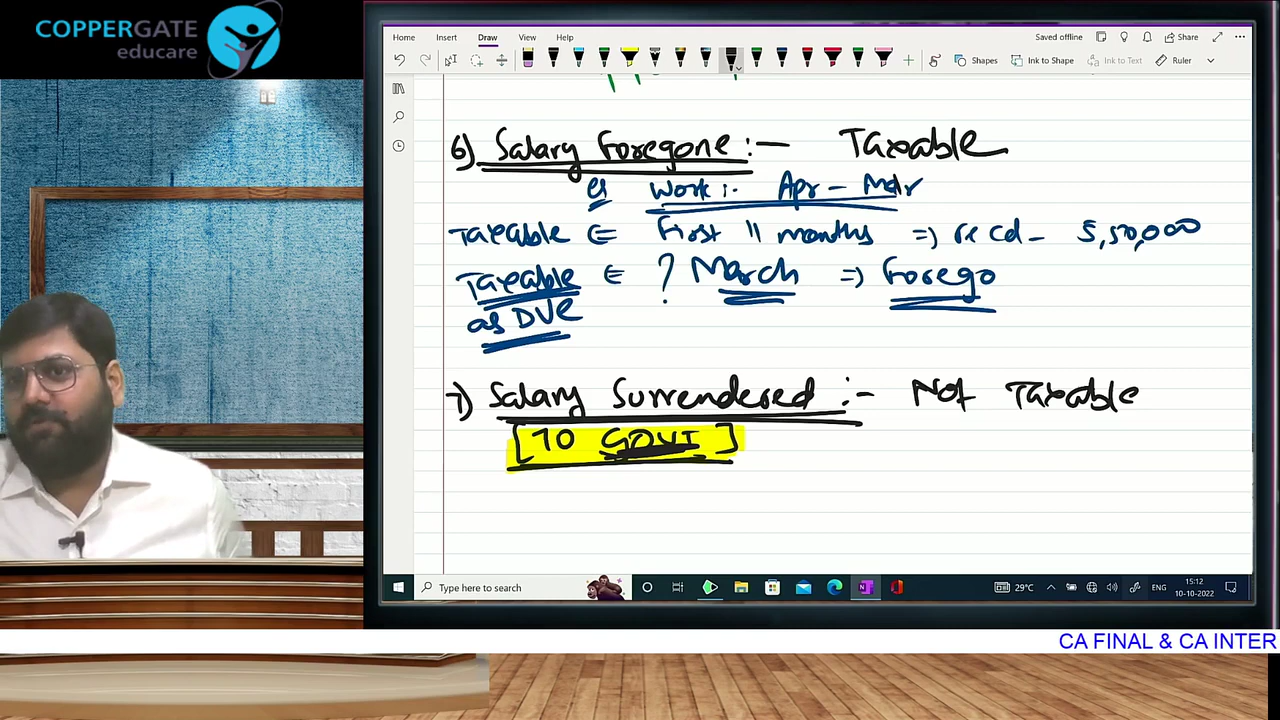 COPPERGATE
educare
Home Insert Draw View Help
Saved offline
Share
Shapes
Ink to Shape
Ink to Text
Ruler
6) Salary Foregone :- Taxable
eg Work :- Apr - Mar
Taxable ⇐ First 11 months ⇒ recd - 5,50,000
Taxable ⇐ ? March ⇒ Forego
as DUE
7) Salary Surrendered :- Not Taxable
[ TO GOVT ]
Type here to search
29°C
ENG
15:12
10-10-2022
CA FINAL & CA INTER